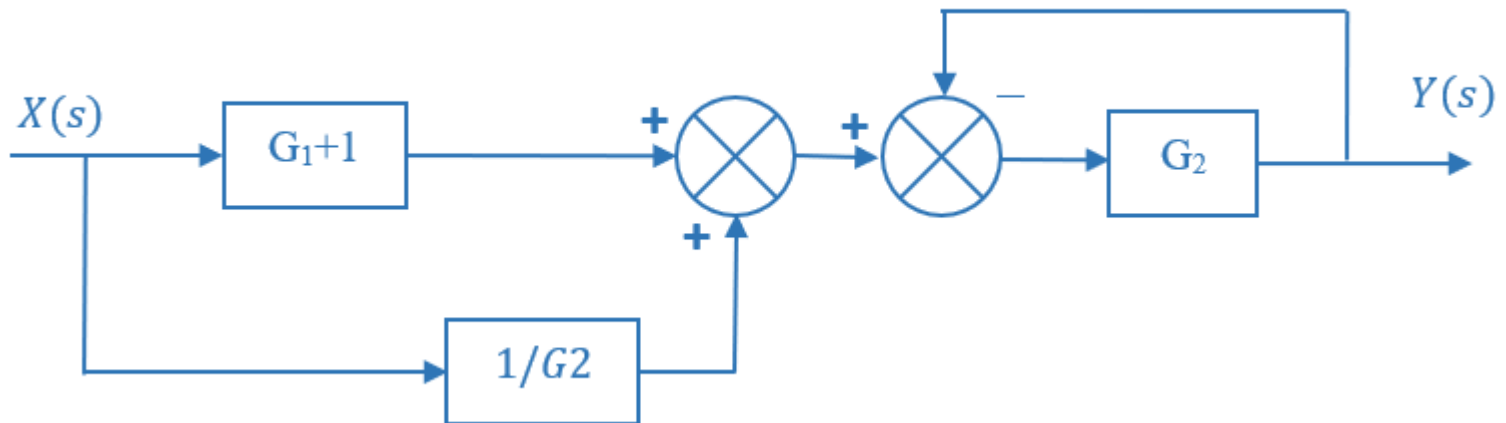 X(s)
G₁+1
+
+
+
−
G₂
Y(s)
1/G2